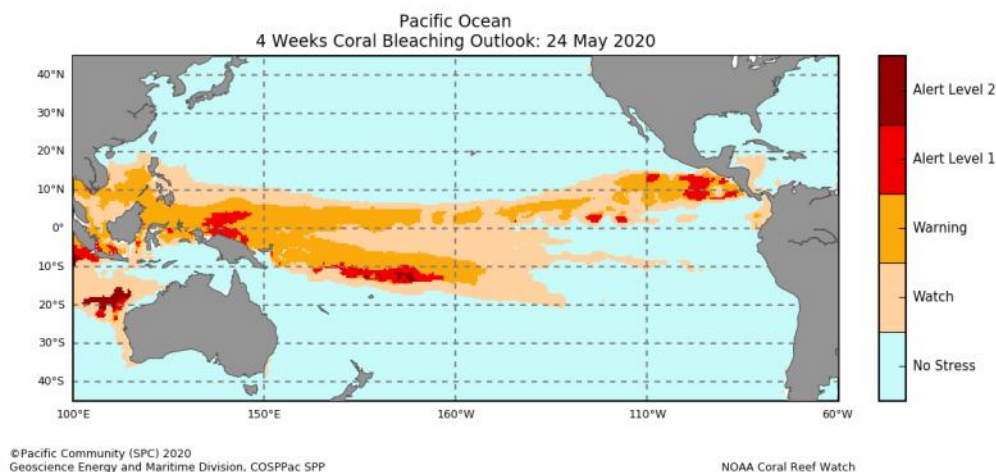 Pacific Ocean
4 Weeks Coral Bleaching Outlook: 24 May 2020
40°N
30°N
20°N
10°N
0°
10°S
20°S
30°S
40°S
100°E
150°E
160°W
110°W
60°W
Alert Level 2
Alert Level 1
Warning
Watch
No Stress
©Pacific Community (SPC) 2020
Geoscience Energy and Maritime Division, COSPPac SPP
NOAA Coral Reef Watch